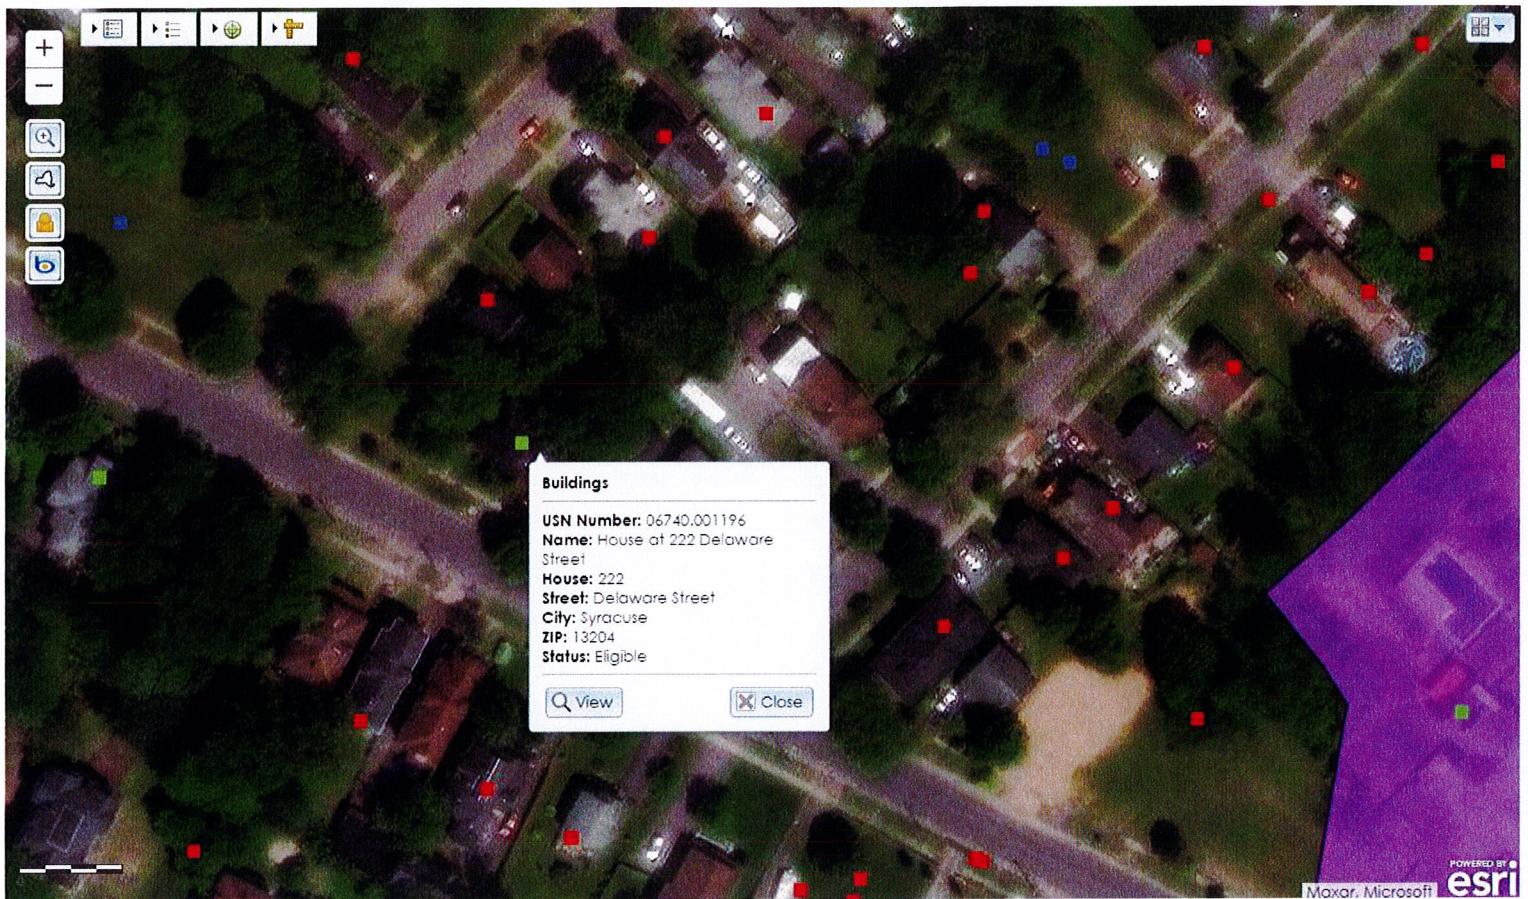 +
−
Buildings
USN Number: 06740.001196
Name: House at 222 Delaware
Street
House: 222
Street: Delaware Street
City: Syracuse
ZIP: 13204
Status: Eligible
View
Close
POWERED BY
esri
Maxar, Microsoft